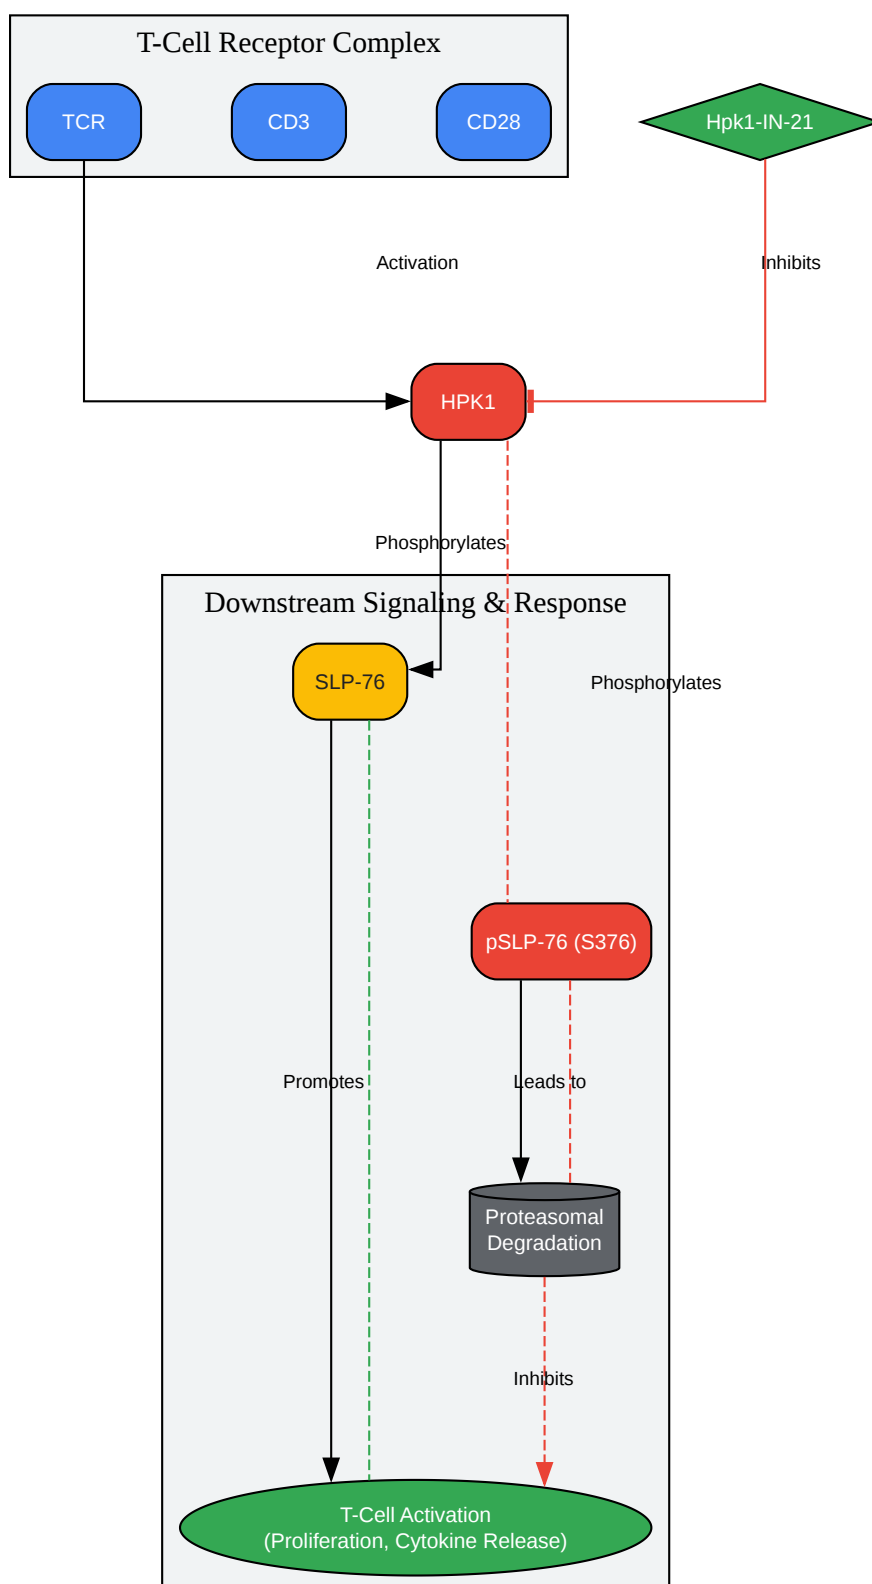 T-Cell Receptor Complex
TCR
CD3
CD28
Hpk1-IN-21
Activation
Inhibits
HPK1
Phosphorylates
Downstream Signaling & Response
SLP-76
Phosphorylates
pSLP-76 (S376)
Promotes
Leads to
Proteasomal
Degradation
Inhibits
T-Cell Activation
(Proliferation, Cytokine Release)